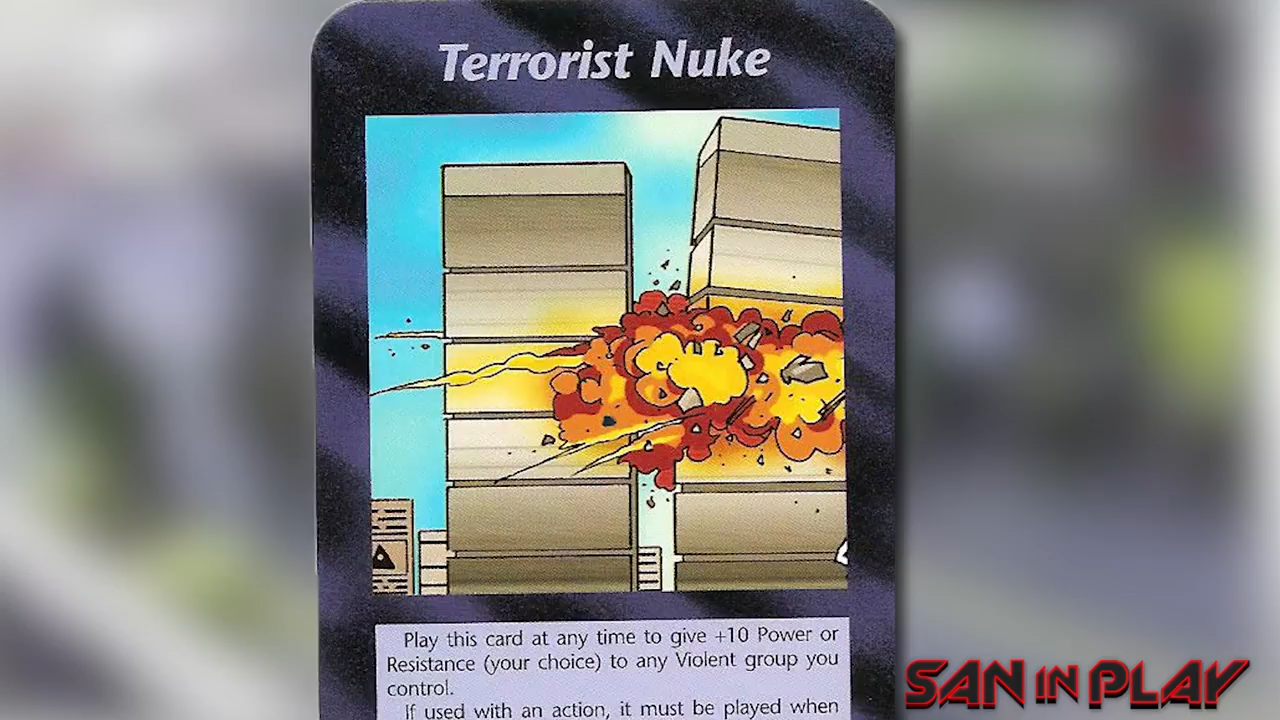 Terrorist Nuke
Play this card at any time to give +10 Power or
Resistance (your choice) to any Violent group you
control.
If used with an action, it must be played when
SAN IN PLAY